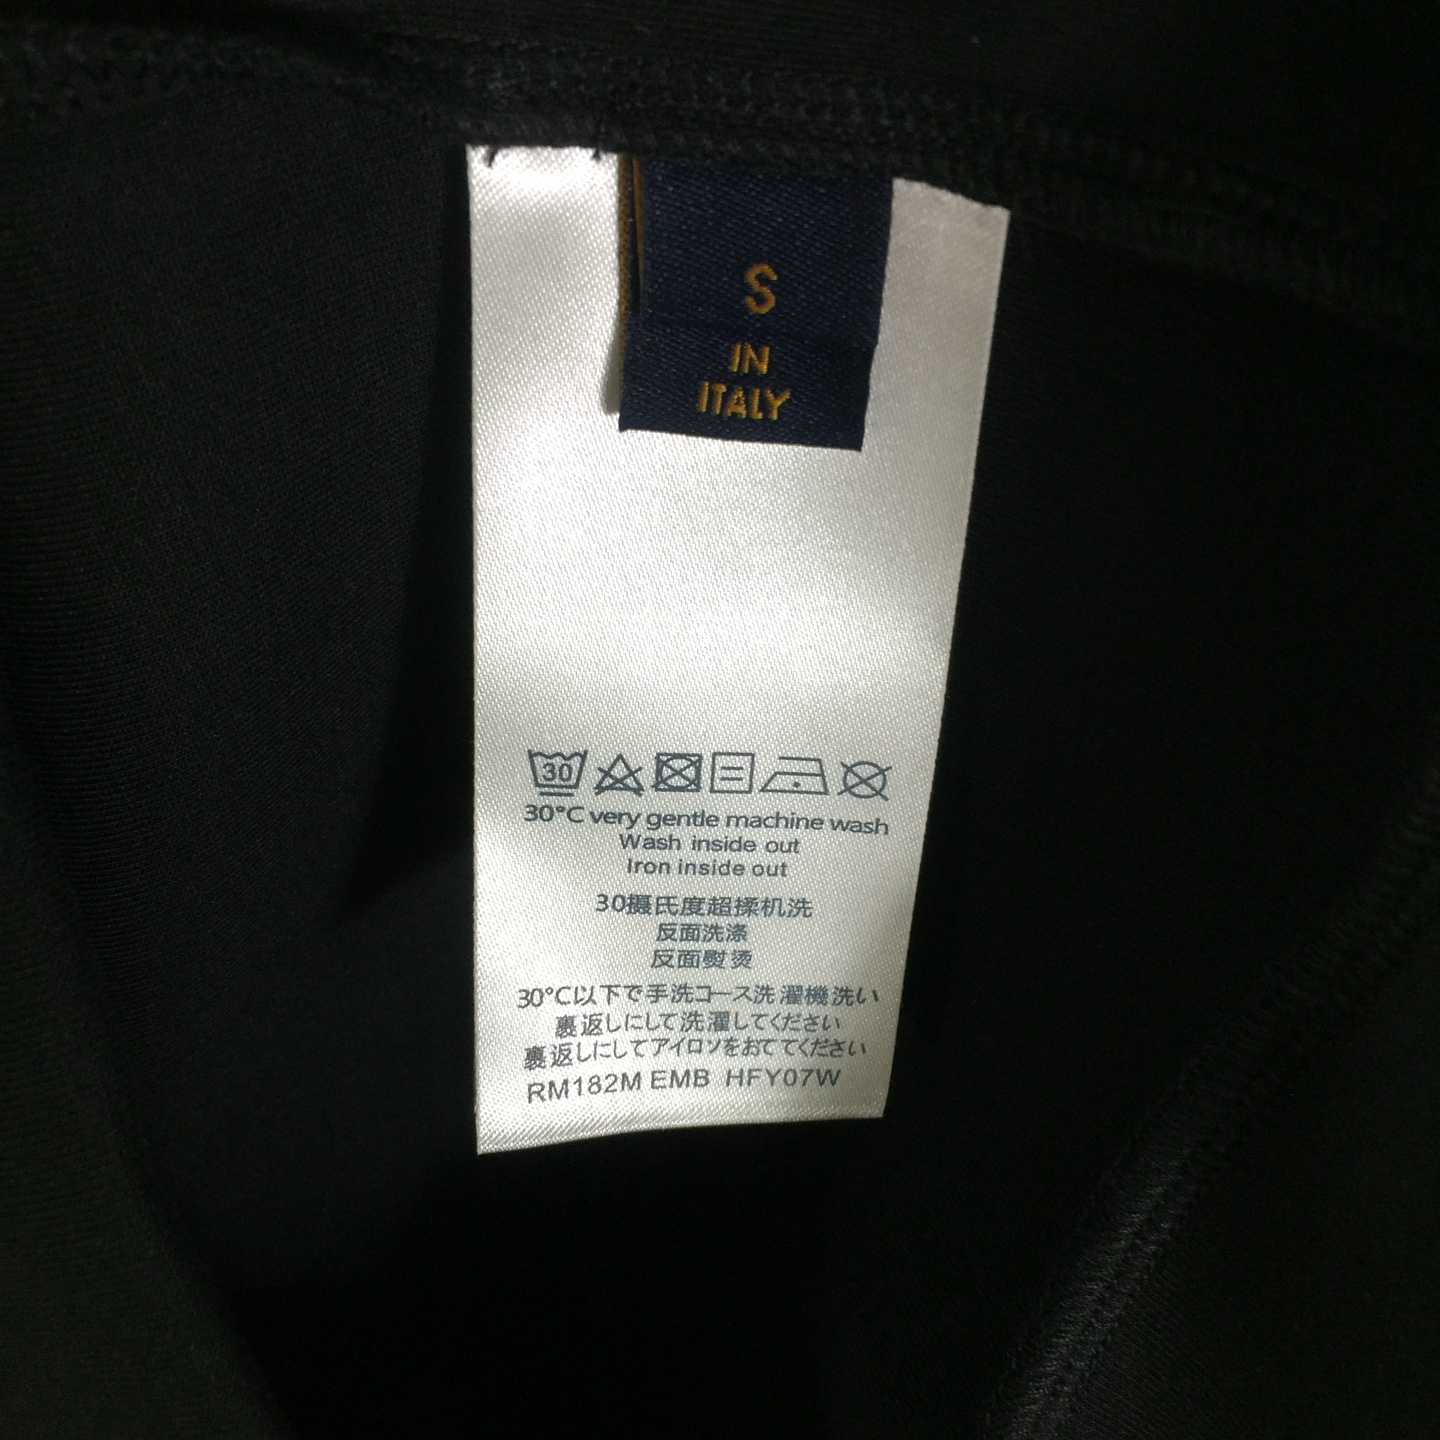 S
IN
ITALY
30
30°C very gentle machine wash
Wash inside out
Iron inside out
30摄氏度超揉机洗
反面洗涤
反面熨烫
30°C以下で手洗コース洗濯機洗い
裏返しにして洗濯してください
裏返しにしてアイロソをおててください
RM182M EMB HFY07W